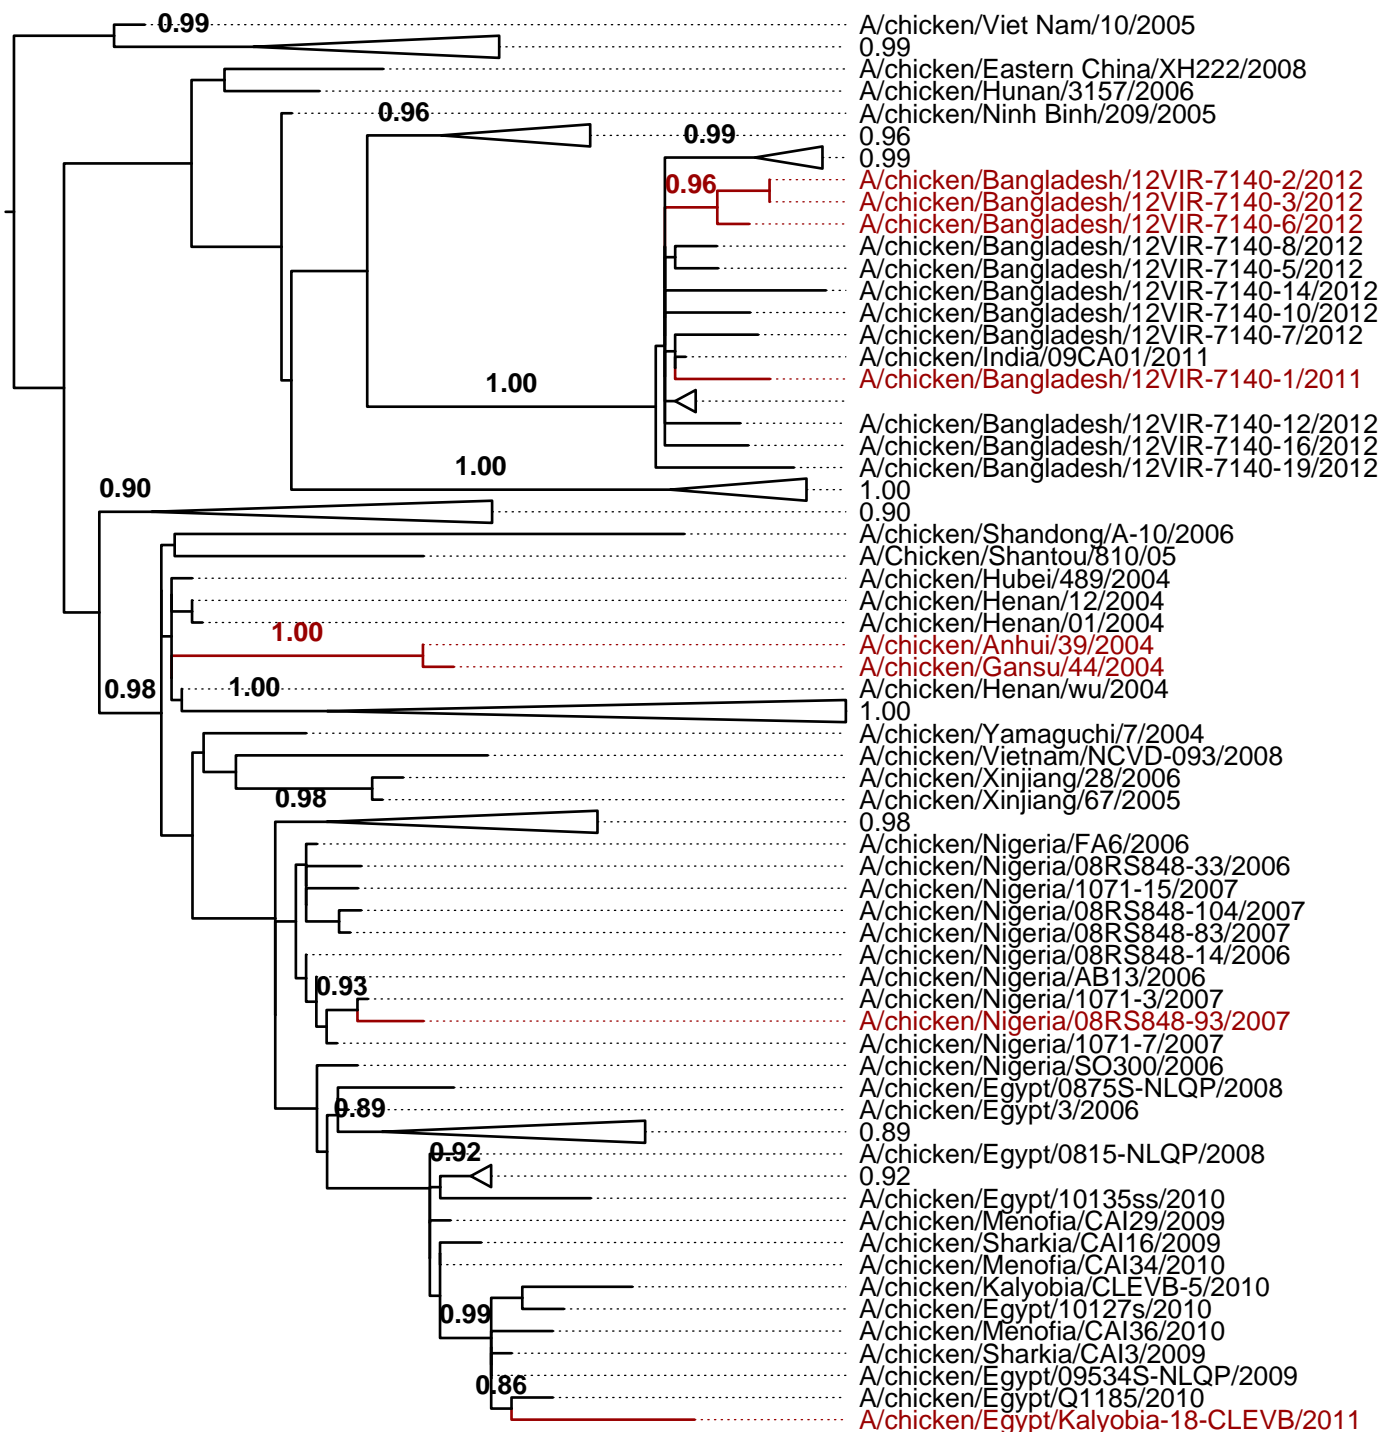 0.99 A/chicken/Viet Nam/10/2005
0.99
A/chicken/Eastern China/XH222/2008
A/chicken/Hunan/3157/2006
0.96 A/chicken/Ninh Binh/209/2005
0.99 0.96
0.99
0.96 A/chicken/Bangladesh/12VIR-7140-2/2012
A/chicken/Bangladesh/12VIR-7140-3/2012
A/chicken/Bangladesh/12VIR-7140-6/2012
A/chicken/Bangladesh/12VIR-7140-8/2012
A/chicken/Bangladesh/12VIR-7140-5/2012
A/chicken/Bangladesh/12VIR-7140-14/2012
A/chicken/Bangladesh/12VIR-7140-10/2012
A/chicken/Bangladesh/12VIR-7140-7/2012
A/chicken/India/09CA01/2011
1.00 A/chicken/Bangladesh/12VIR-7140-1/2011
A/chicken/Bangladesh/12VIR-7140-12/2012
A/chicken/Bangladesh/12VIR-7140-16/2012
1.00 A/chicken/Bangladesh/12VIR-7140-19/2012
0.90 1.00
0.90
A/chicken/Shandong/A-10/2006
A/Chicken/Shantou/810/05
A/chicken/Hubei/489/2004
A/chicken/Henan/12/2004
A/chicken/Henan/01/2004
1.00 A/chicken/Anhui/39/2004
A/chicken/Gansu/44/2004
0.98 1.00 A/chicken/Henan/wu/2004
1.00
A/chicken/Yamaguchi/7/2004
A/chicken/Vietnam/NCVD-093/2008
A/chicken/Xinjiang/28/2006
0.98 A/chicken/Xinjiang/67/2005
0.98
A/chicken/Nigeria/FA6/2006
A/chicken/Nigeria/08RS848-33/2006
A/chicken/Nigeria/1071-15/2007
A/chicken/Nigeria/08RS848-104/2007
A/chicken/Nigeria/08RS848-83/2007
A/chicken/Nigeria/08RS848-14/2006
0.93 A/chicken/Nigeria/AB13/2006
A/chicken/Nigeria/1071-3/2007
A/chicken/Nigeria/08RS848-93/2007
A/chicken/Nigeria/1071-7/2007
A/chicken/Nigeria/SO300/2006
A/chicken/Egypt/0875S-NLQP/2008
0.89 A/chicken/Egypt/3/2006
0.89
0.92 A/chicken/Egypt/0815-NLQP/2008
0.92
A/chicken/Egypt/10135ss/2010
A/chicken/Menofia/CAI29/2009
A/chicken/Sharkia/CAI16/2009
A/chicken/Menofia/CAI34/2010
A/chicken/Kalyobia/CLEVB-5/2010
0.99 A/chicken/Egypt/10127s/2010
A/chicken/Menofia/CAI36/2010
A/chicken/Sharkia/CAI3/2009
0.86 A/chicken/Egypt/09534S-NLQP/2009
A/chicken/Egypt/Q1185/2010
A/chicken/Egypt/Kalyobia-18-CLEVB/2011